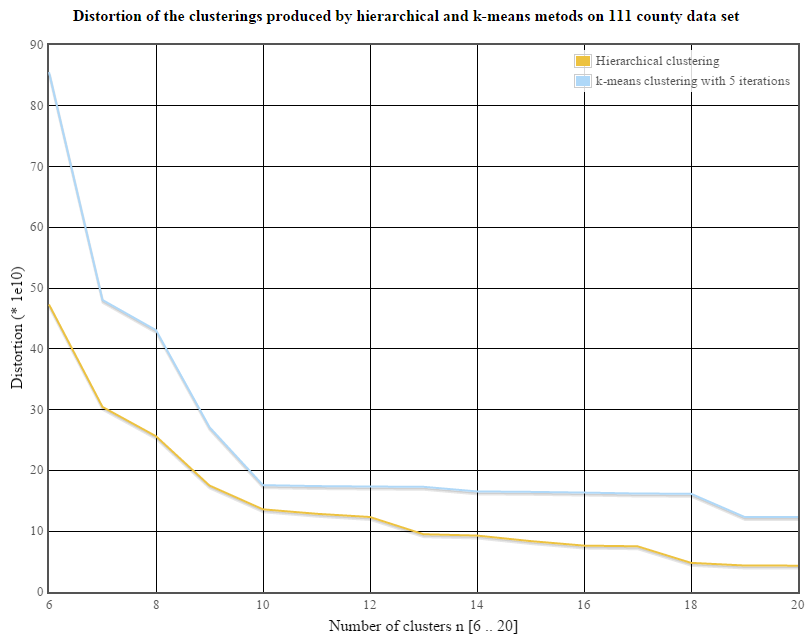 Distortion of the clusterings produced by hierarchical and k-means metods on 111 county data set
Hierarchical clustering
k-means clustering with 5 iterations
90
80
70
60
50
40
30
20
10
0
Distortion (* 1e10)
6 8 10 12 14 16 18 20
Number of clusters n [6 .. 20]